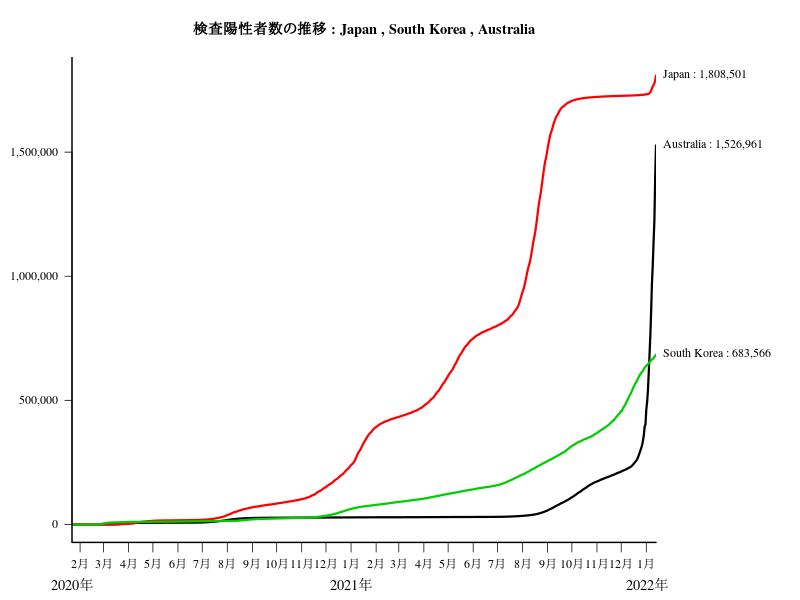 検査陽性者数の推移 : Japan , South Korea , Australia
Japan : 1,808,501
Australia : 1,526,961
1,500,000
1,000,000
South Korea : 683,566
500,000
0
2月 3月 4月 5月 6月 7月 8月 9月 10月 11月 12月 1月 2月 3月 4月 5月 6月 7月 8月 9月 10月 11月 12月 1月
2020年 2021年 2022年